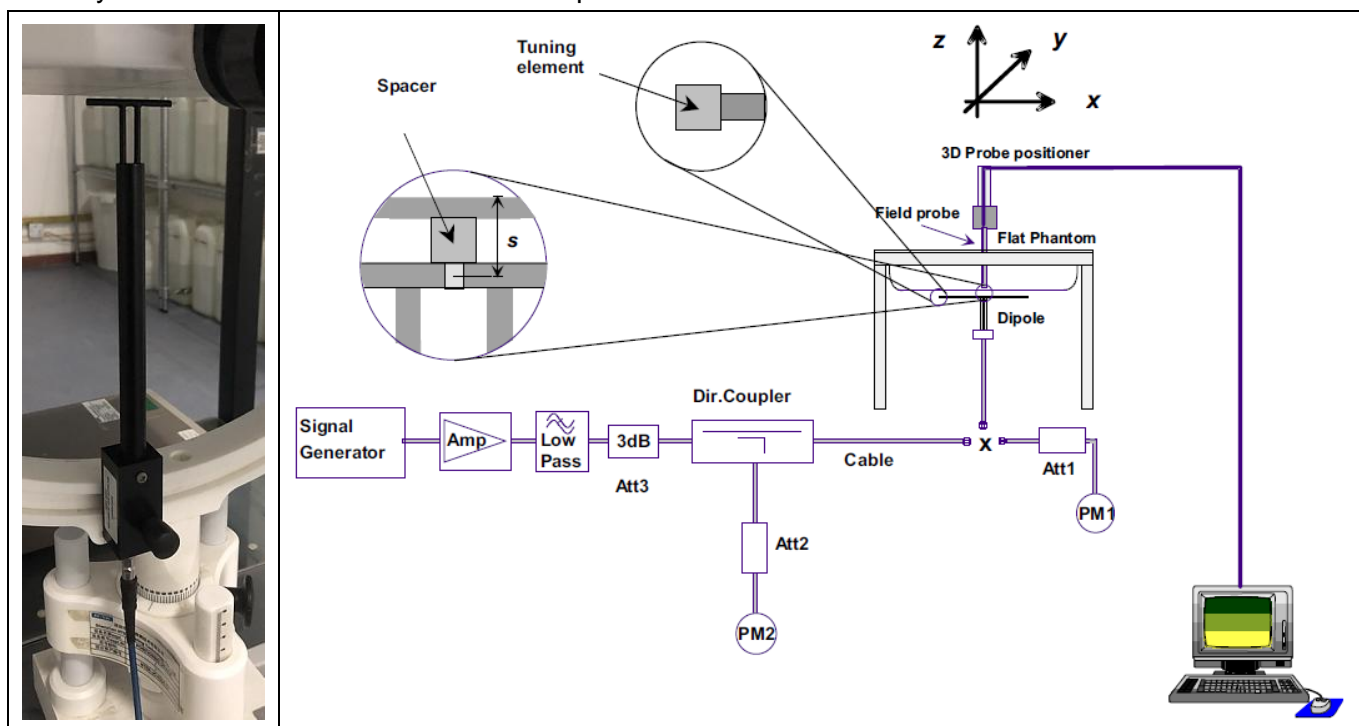 Tuning
element
Spacer
s
z
y
x
3D Probe positioner
Field probe
Flat Phantom
Dipole
Dir.Coupler
Signal
Generator
Amp
Low
Pass
3dB
Att3
Cable
X
Att1
PM1
Att2
PM2